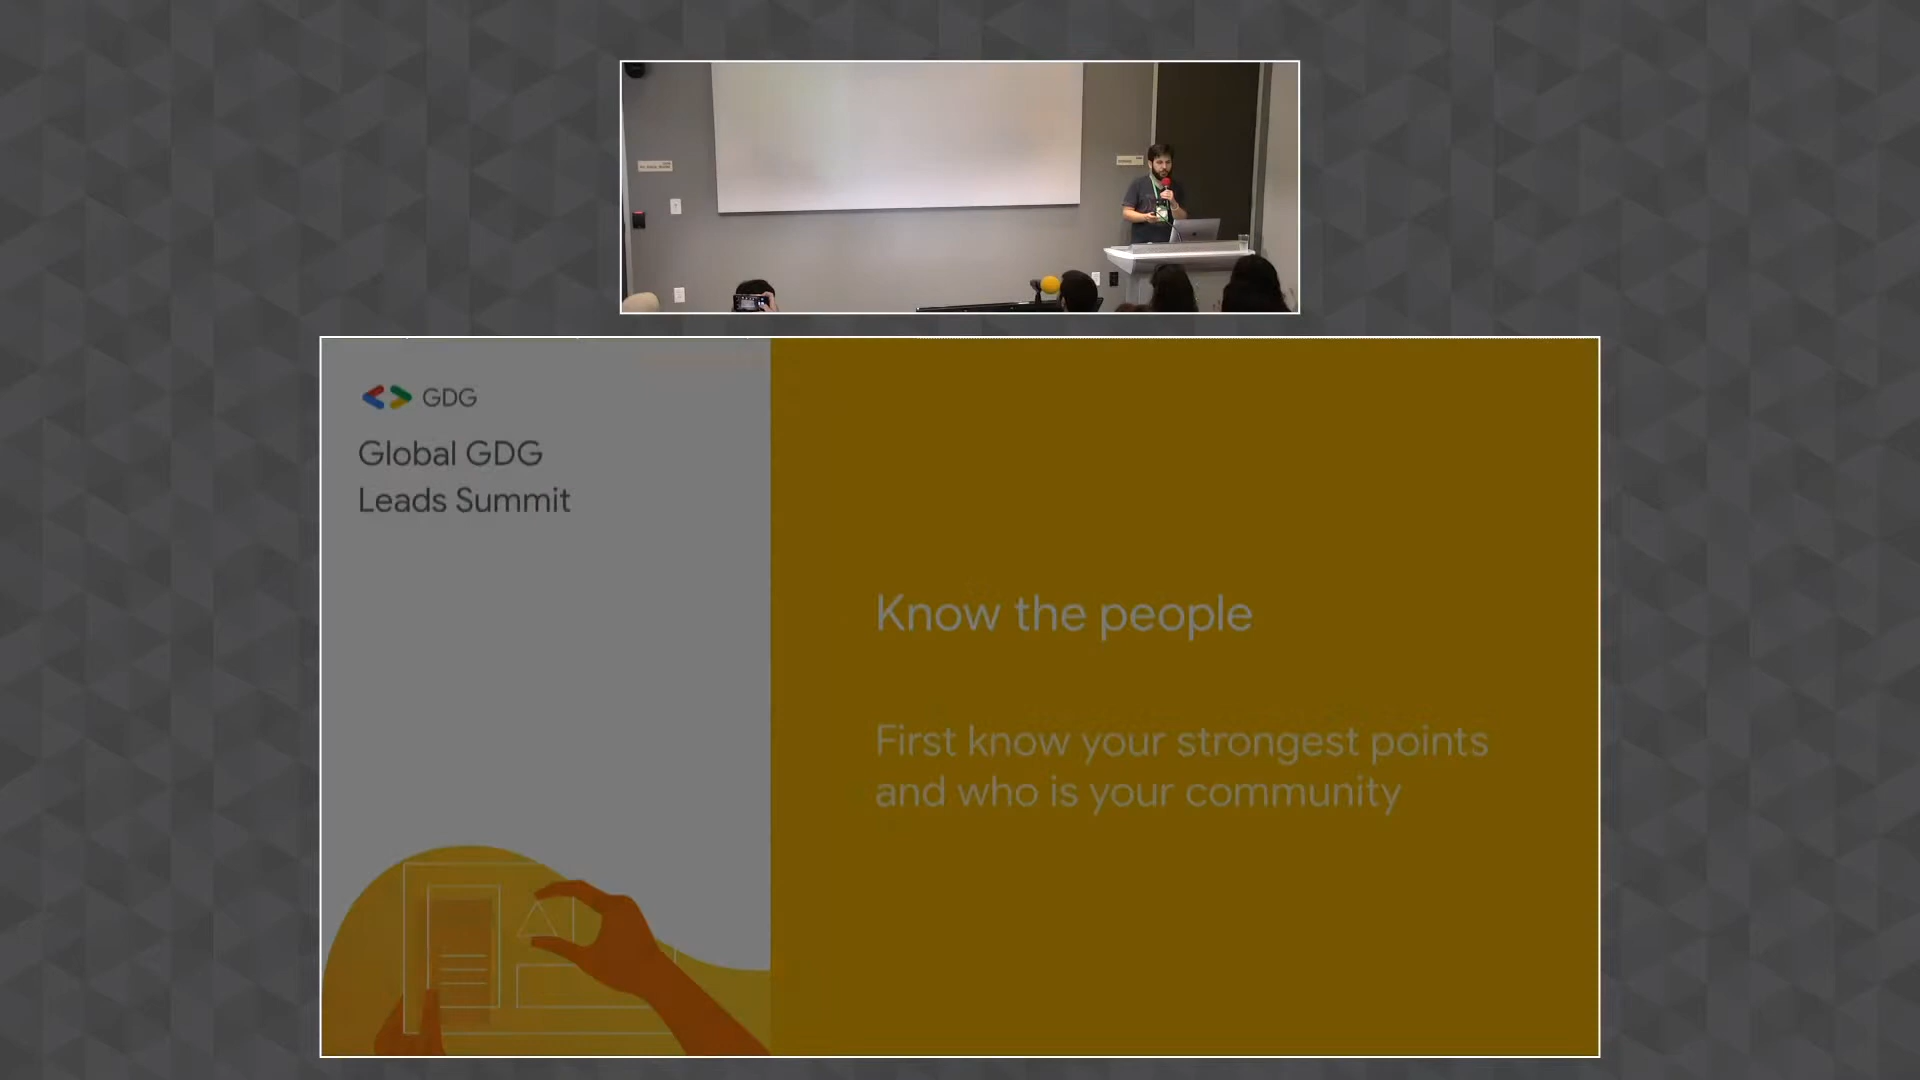 GDG
Global GDG
Leads Summit
Know the people
First know your strongest points
and who is your community